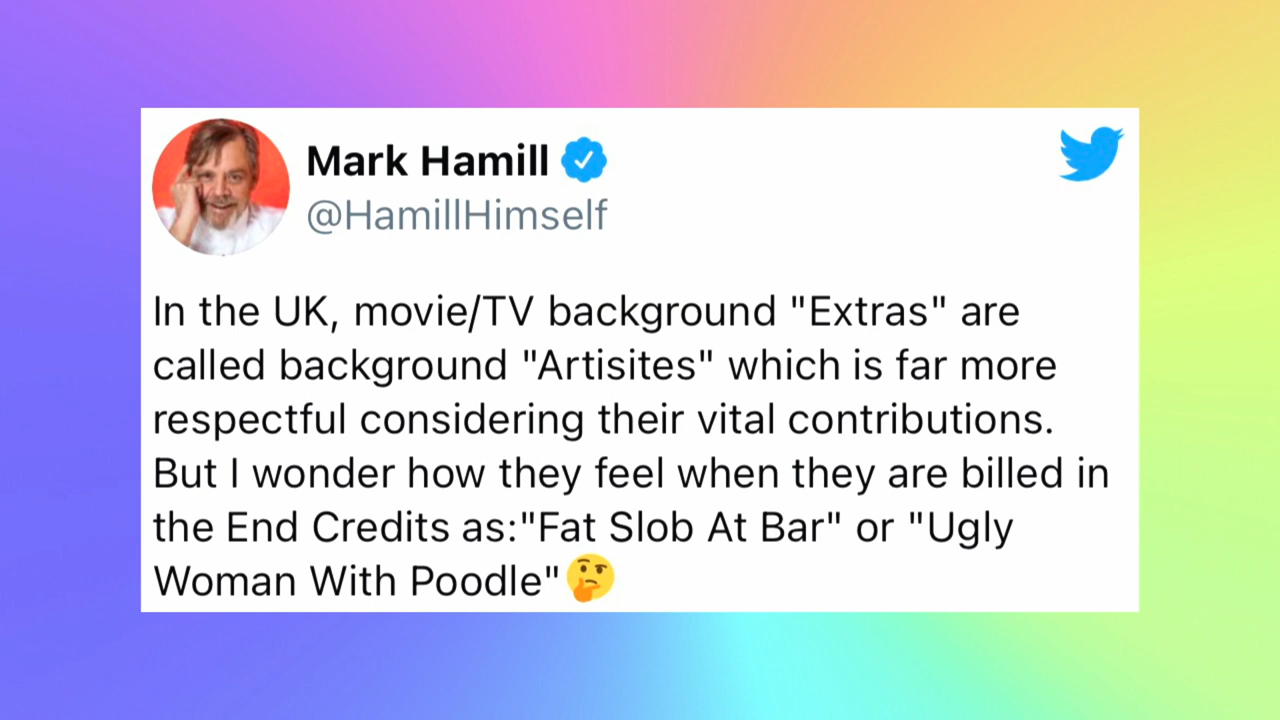 Mark Hamill
@HamillHimself
In the UK, movie/TV background "Extras" are
called background "Artisites" which is far more
respectful considering their vital contributions.
But I wonder how they feel when they are billed in
the End Credits as:"Fat Slob At Bar" or "Ugly
Woman With Poodle"🤔